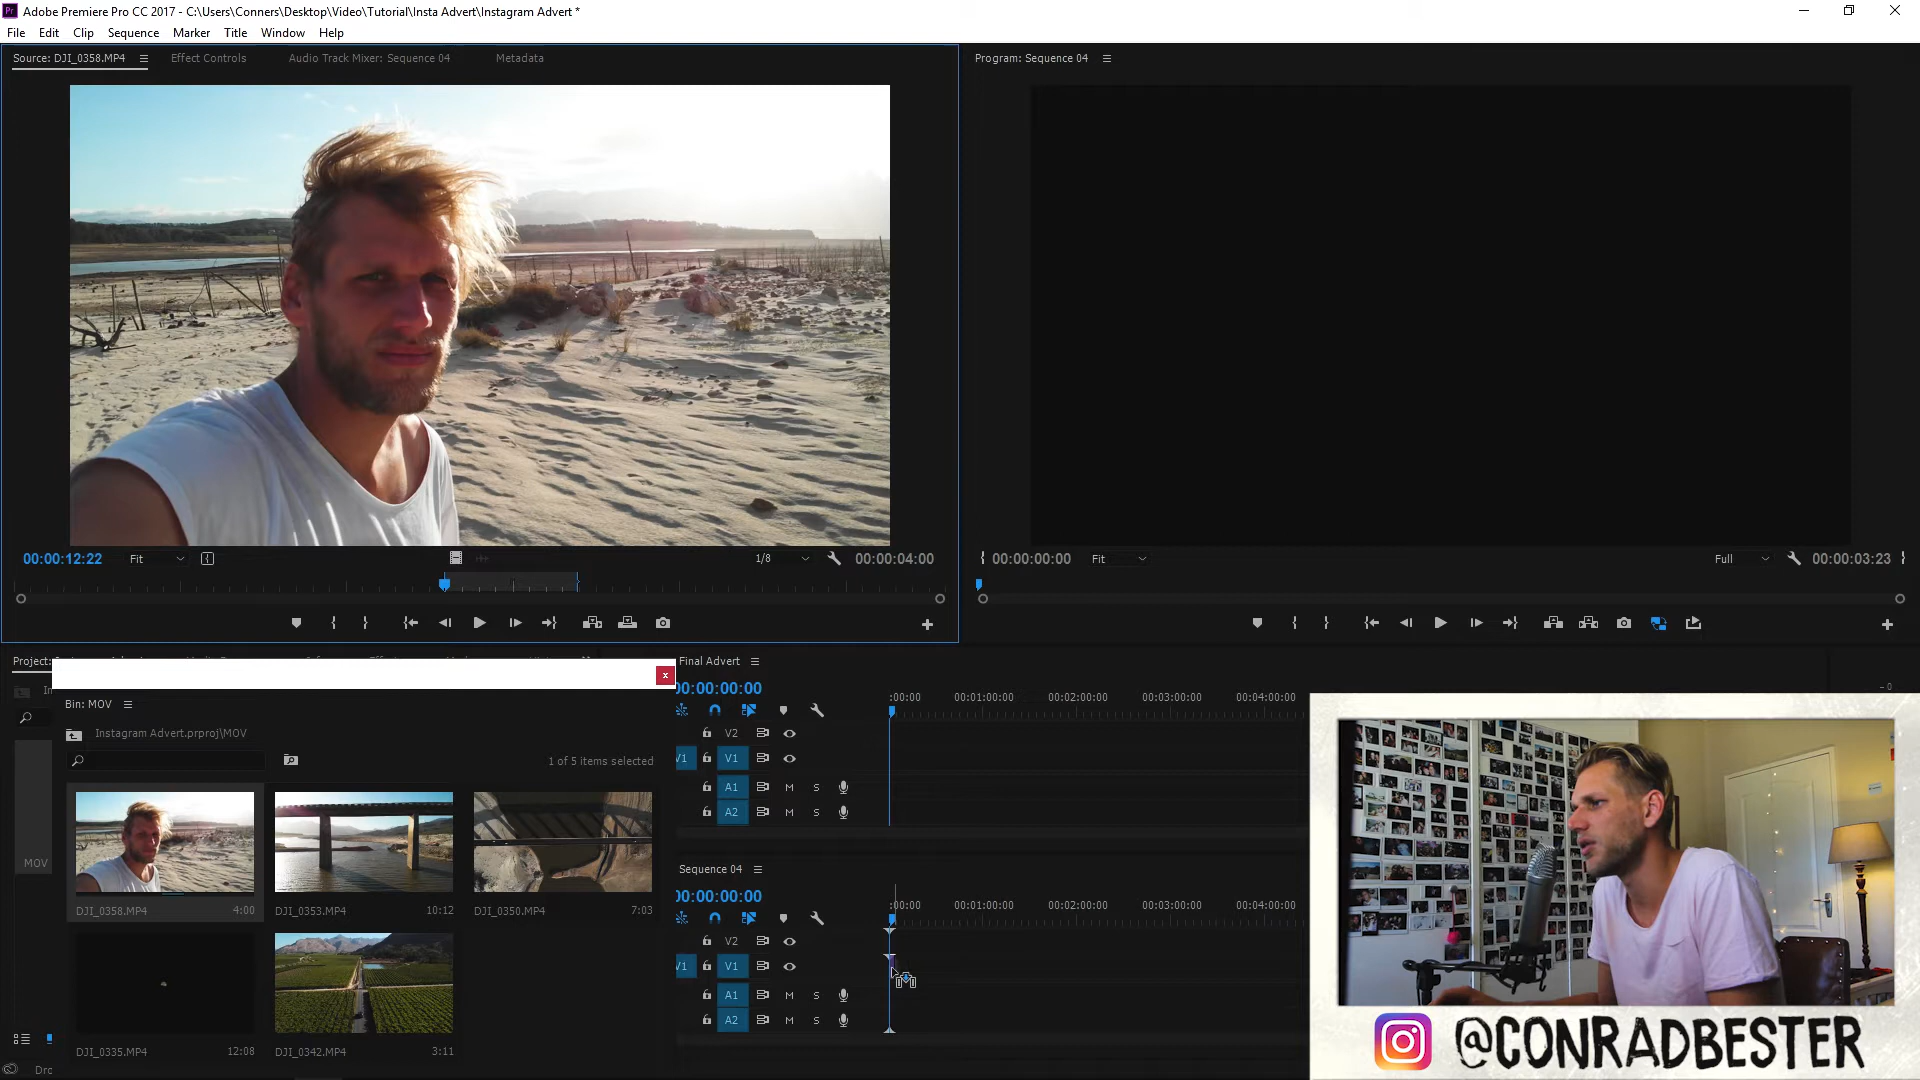 Pr Adobe Premiere Pro CC 2017 - C:\Users\Conners\Desktop\Video\Tutorial\Insta Advert\Instagram Advert *
File Edit Clip Sequence Marker Title Window Help
Source: DJI_0358.MP4 Effect Controls Audio Track Mixer: Sequence 04 Metadata
Program: Sequence 04
00:00:12:22 Fit 1/8 00:00:04:00
00:00:00:00 Fit Full 00:00:03:23
Project:
Bin: MOV
Instagram Advert.prproj\MOV
1 of 5 items selected
MOV
DJI_0358.MP4 4:00
DJI_0353.MP4 10:12
DJI_0350.MP4 7:03
DJI_0335.MP4 12:08
DJI_0342.MP4 3:11
Final Advert
00:00:00:00
:00:00 00:01:00:00 00:02:00:00 00:03:00:00 00:04:00:00
V2
V1 V1
A1 M S
A2 M S
Sequence 04
00:00:00:00
:00:00 00:01:00:00 00:02:00:00 00:03:00:00 00:04:00:00
V2
V1 V1
A1 M S
A2 M S
@CONRADBESTER